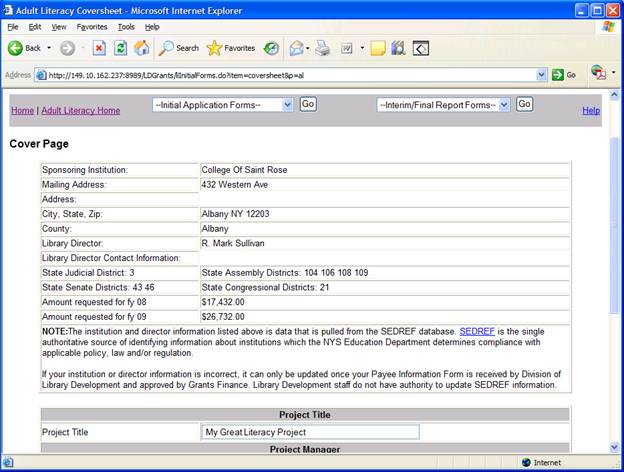 Adult Literacy Coversheet - Microsoft Internet Explorer
File Edit View Favorites Tools Help
Back Search Favorites
Address http://149.10.162.237:8989/LDGrants/liInitialForms.do?item=coversheet&p=al Go
Home | Adult Literacy Home --Initial Application Forms-- Go --Interim/Final Report Forms-- Go Help
Cover Page
Sponsoring Institution: College Of Saint Rose
Mailing Address: 432 Western Ave
Address:
City, State, Zip: Albany NY 12203
County: Albany
Library Director: R. Mark Sullivan
Library Director Contact Information:
State Judicial District: 3 State Assembly Districts: 104 106 108 109
State Senate Districts: 43 46 State Congressional Districts: 21
Amount requested for fy 08 $17,432.00
Amount requested for fy 09 $26,732.00
NOTE:The institution and director information listed above is data that is pulled from the SEDREF database. SEDREF is the single
authoritative source of identifying information about institutions which the NYS Education Department determines compliance with
applicable policy, law and/or regulation.
If your institution or director information is incorrect, it can only be updated once your Payee Information Form is received by Division of
Library Development and approved by Grants Finance. Library Development staff do not have authority to update SEDREF information.
Project Title
Project Title My Great Literacy Project
Project Manager
Internet